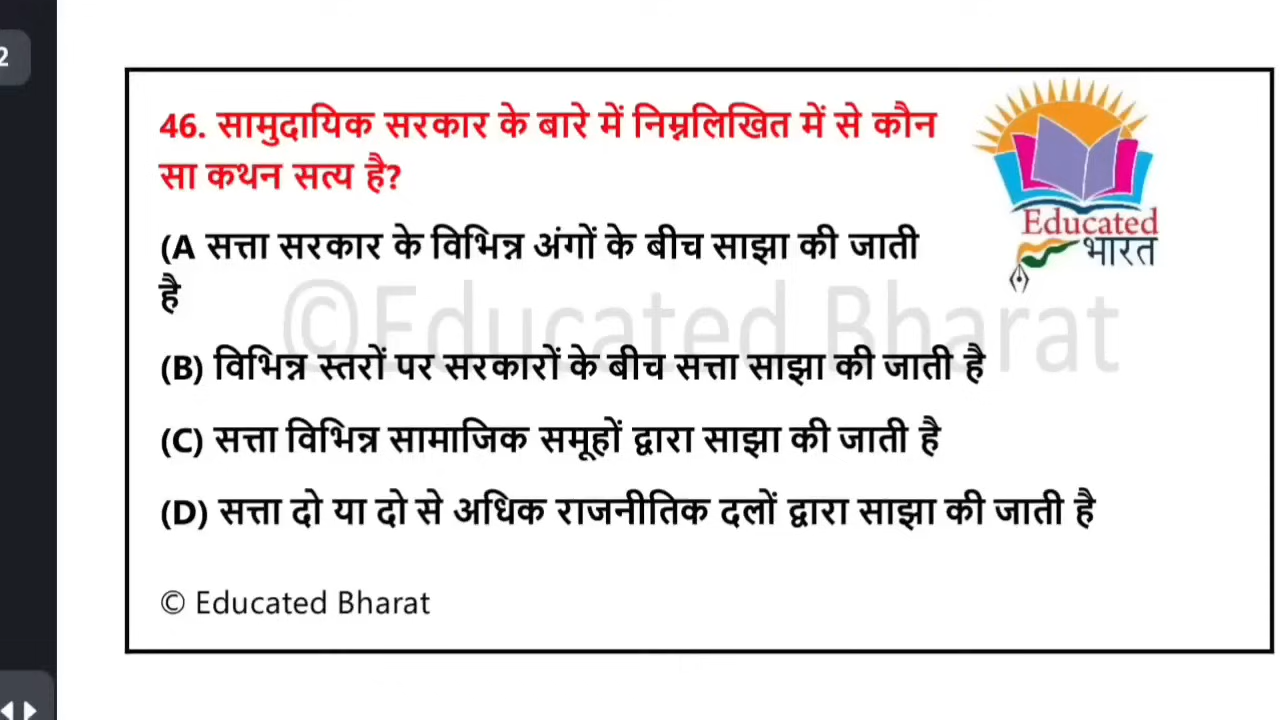 2
46. सामुदायिक सरकार के बारे में निम्नलिखित में से कौन
सा कथन सत्य है?
(A सत्ता सरकार के विभिन्न अंगों के बीच साझा की जाती
है
(B) विभिन्न स्तरों पर सरकारों के बीच सत्ता साझा की जाती है
(C) सत्ता विभिन्न सामाजिक समूहों द्वारा साझा की जाती है
(D) सत्ता दो या दो से अधिक राजनीतिक दलों द्वारा साझा की जाती है
© Educated Bharat
Educated
भारत
©Educated Bharat